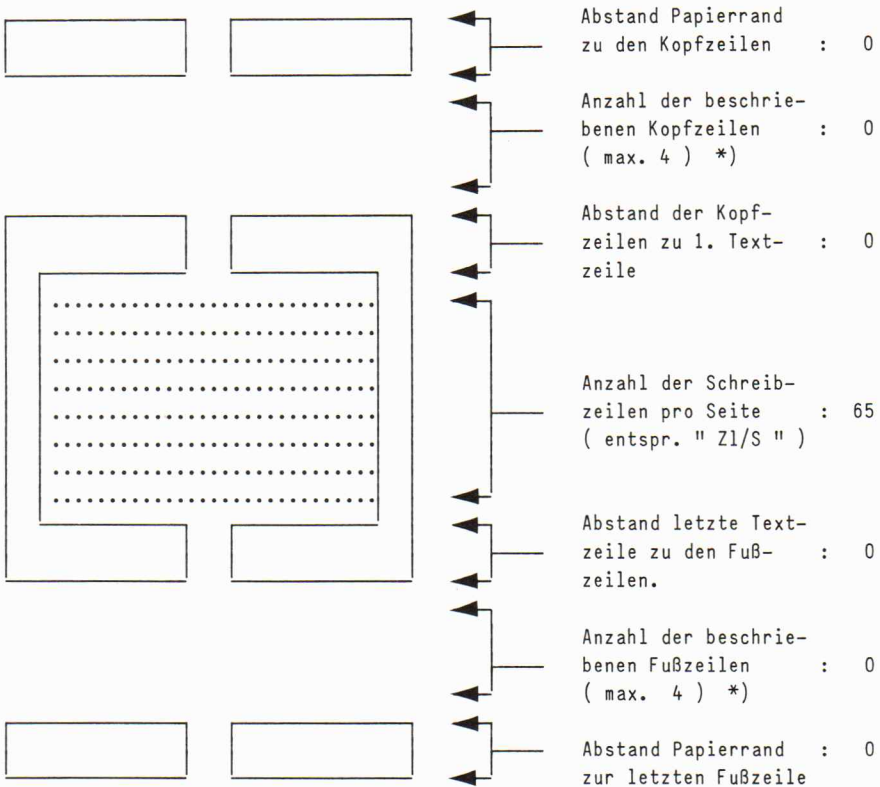 Abstand Papierrand
zu den Kopfzeilen : 0
Anzahl der beschrie-
benen Kopfzeilen : 0
( max. 4 ) *)
Abstand der Kopf-
zeilen zu 1. Text- : 0
zeile
Anzahl der Schreib-
zeilen pro Seite : 65
( entspr. " Zl/S " )
Abstand letzte Text-
zeile zu den Fuß- : 0
zeilen.
Anzahl der beschrie-
benen Fußzeilen : 0
( max. 4 ) *)
Abstand Papierrand : 0
zur letzten Fußzeile